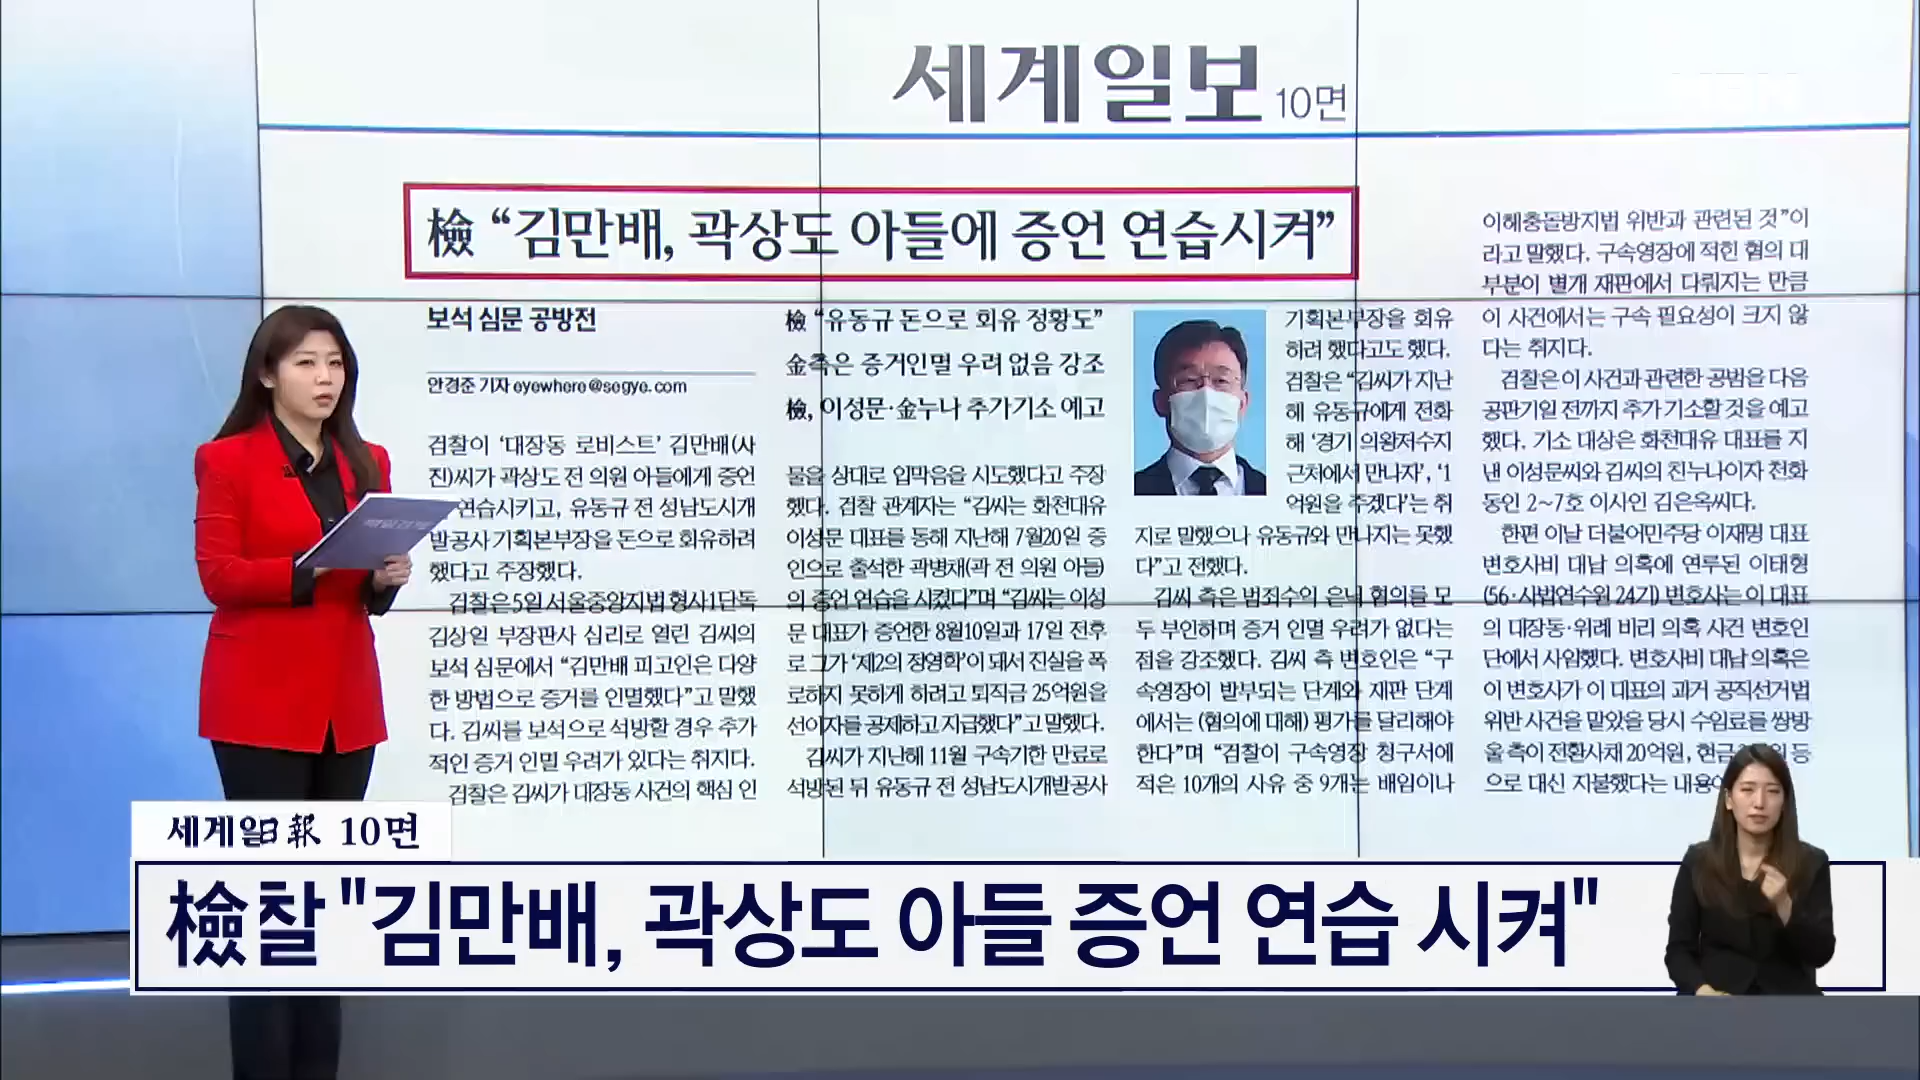 세계일보 10면
檢 “김만배, 곽상도 아들에 증언 연습시켜”
보석 심문 공방전
안경준 기자 eyewhere@segye.com
검찰이 ‘대장동 로비스트’ 김만배(사
진)씨가 곽상도 전 의원 아들에게 증언
연습시키고, 유동규 전 성남도시개
발공사 기획본부장을 돈으로 회유하려
했다고 주장했다.
검찰은 5일 서울중앙지법 형사1단독
김상일 부장판사 심리로 열린 김씨의
보석 심문에서 “김만배 피고인은 다양
한 방법으로 증거를 인멸했다”고 말했
다. 김씨를 보석으로 석방할 경우 추가
적인 증거 인멸 우려가 있다는 취지다.
검찰은 김씨가 대장동 사건의 핵심 인
檢 “유동규 돈으로 회유 정황도”
金측은 증거인멸 우려 없음 강조
檢, 이성문·金누나 추가기소 예고
물을 상대로 입막음을 시도했다고 주장
했다. 검찰 관계자는 “김씨는 화천대유
이성문 대표를 통해 지난해 7월20일 증
인으로 출석한 곽병채(곽 전 의원 아들)
의 증언 연습을 시켰다”며 “김씨는 이성
문 대표가 증언한 8월10일과 17일 전후
로 그가 ‘제2의 정영학’이 돼서 진실을 폭
로하지 못하게 하려고 퇴직금 25억원을
선이자를 공제하고 지급했다”고 말했다.
김씨가 지난해 11월 구속기한 만료로
석방된 뒤 유동규 전 성남도시개발공사
기획본부장을 회유
하려 했다고도 했다.
검찰은 “김씨가 지난
해 유동규에게 전화
해 ‘경기 의왕저수지
근처에서 만나자’, ‘1
억원을 주겠다’는 취
지로 말했으나 유동규와 만나지는 못했
다”고 전했다.
김씨 측은 범죄수익 은닉 혐의를 모
두 부인하며 증거 인멸 우려가 없다는
점을 강조했다. 김씨 측 변호인은 “구
속영장이 발부되는 단계와 재판 단계
에서는 (혐의에 대해) 평가를 달리해야
한다”며 “검찰이 구속영장 청구서에
적은 10개의 사유 중 9개는 배임이나
이해충돌방지법 위반과 관련된 것”이
라고 말했다. 구속영장에 적힌 혐의 대
부분이 별개 재판에서 다뤄지는 만큼
이 사건에서는 구속 필요성이 크지 않
다는 취지다.
검찰은 이 사건과 관련한 공범을 다음
공판기일 전까지 추가 기소할 것을 예고
했다. 기소 대상은 화천대유 대표를 지
낸 이성문씨와 김씨의 친누나이자 천화
동인 2~7호 이사인 김은옥씨다.
한편 이날 더불어민주당 이재명 대표
변호사비 대납 의혹에 연루된 이태형
(56·사법연수원 24기) 변호사는 이 대표
의 대장동·위례 비리 의혹 사건 변호인
단에서 사임했다. 변호사비 대납 의혹은
이 변호사가 이 대표의 과거 공직선거법
위반 사건을 맡았을 당시 수임료를 쌍방
울 측이 전환사채 20억원, 현금 등
으로 대신 지불했다는
세계일日報 10면
檢찰 "김만배, 곽상도 아들 증언 연습 시켜"